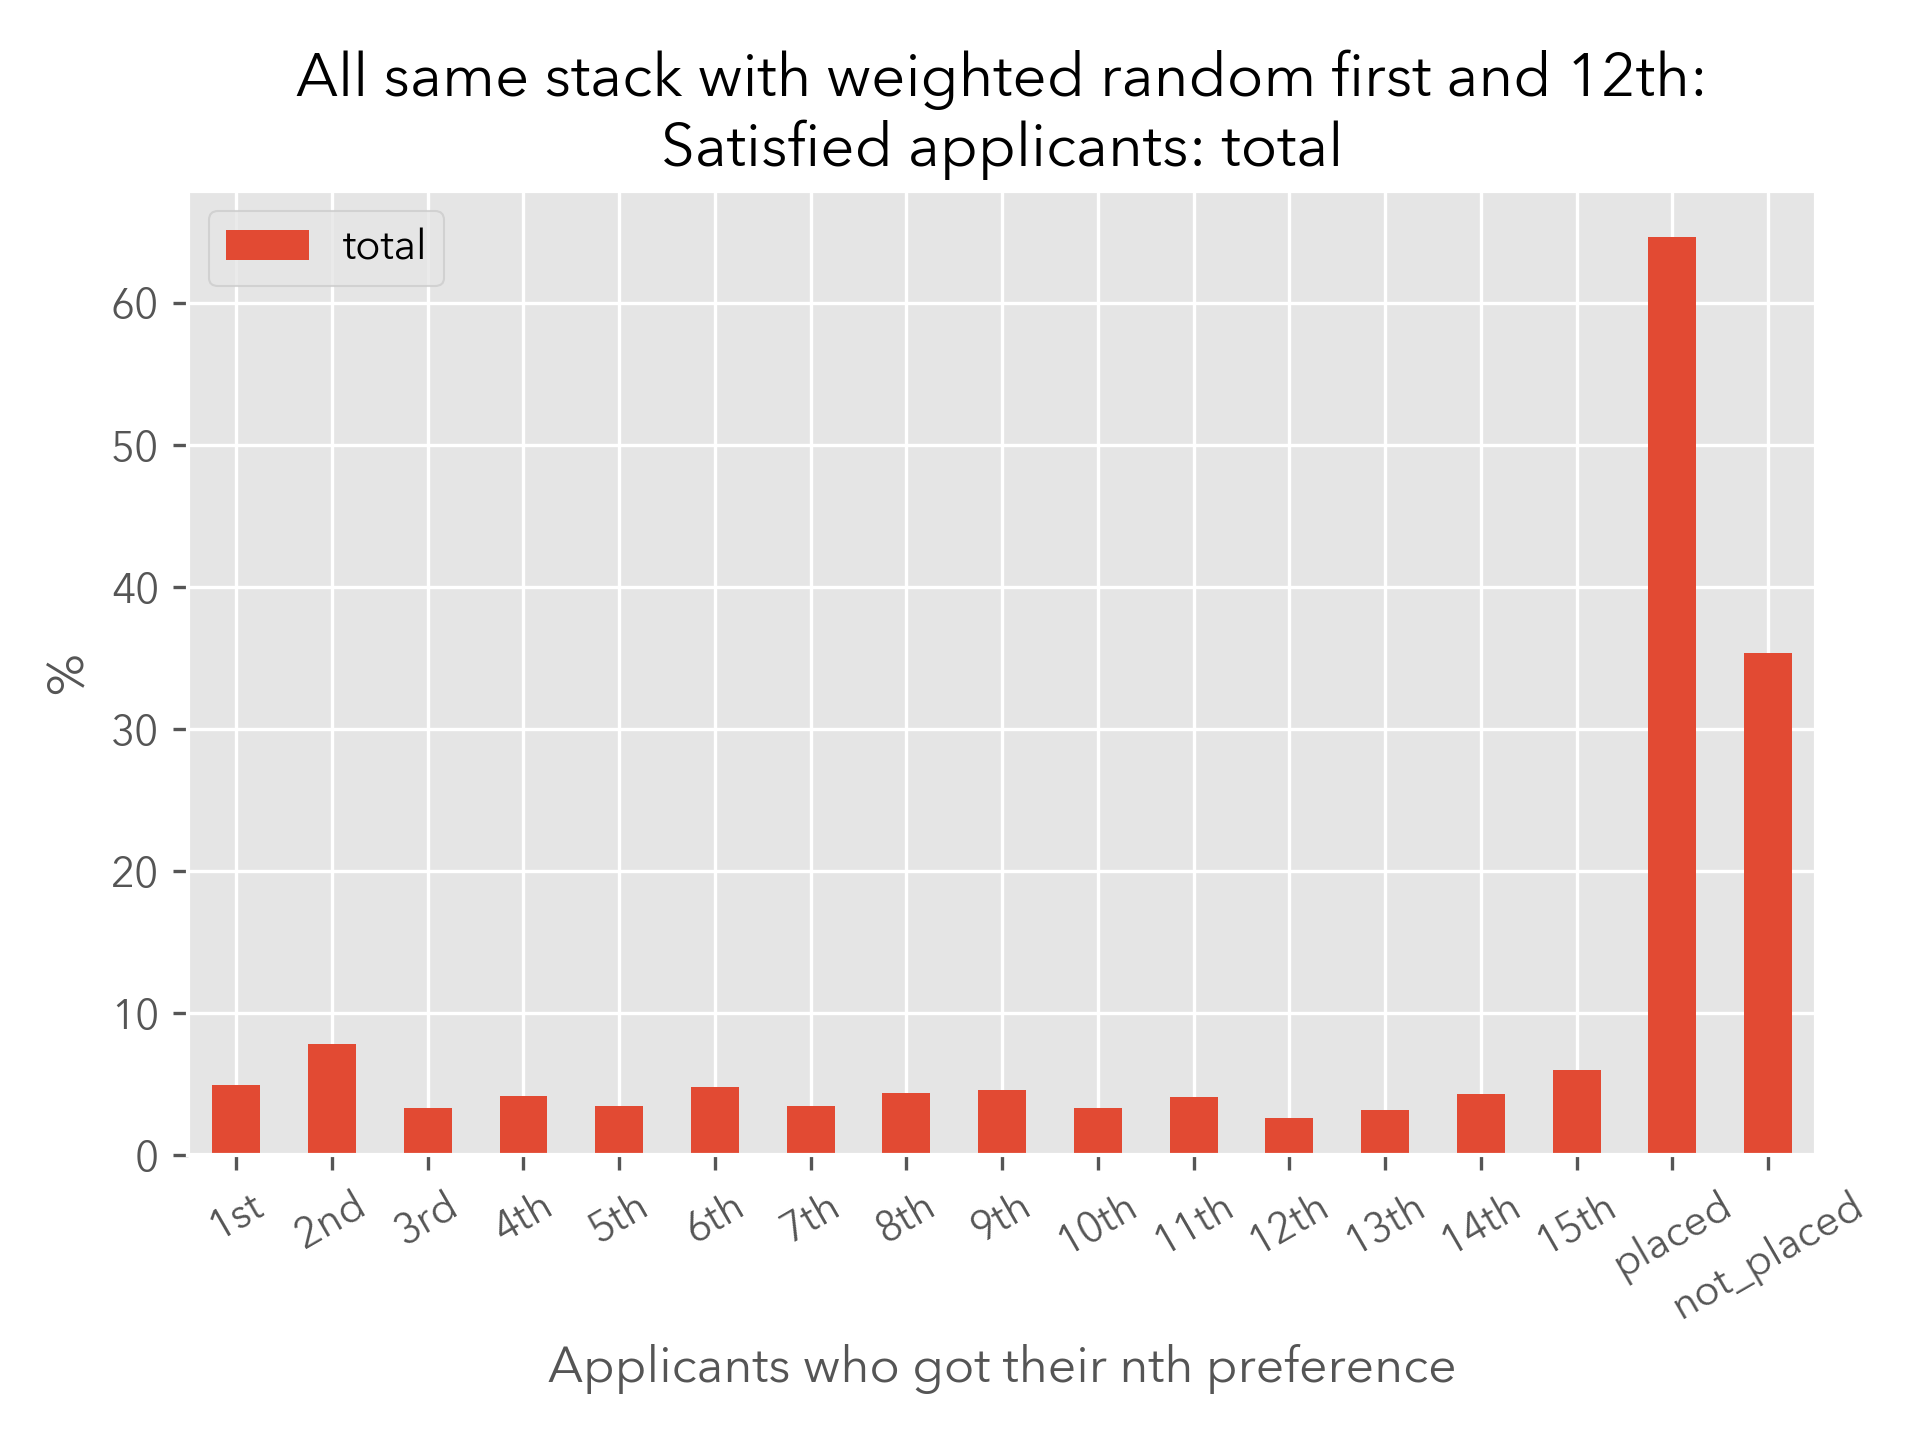 All same stack with weighted random first and 12th:
Satisfied applicants: total
total
60
50
40
30
20
10
0
%
1st 2nd 3rd 4th 5th 6th 7th 8th 9th 10th 11th 12th 13th 14th 15th placed not_placed
Applicants who got their nth preference